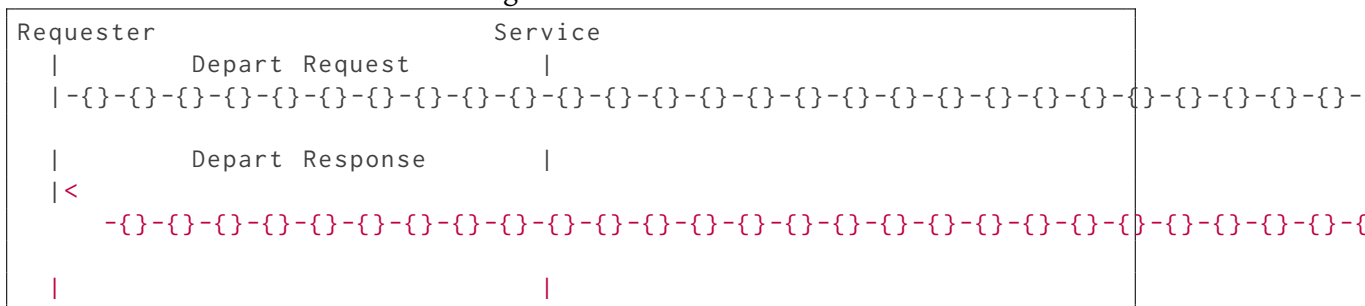 Requester                     Service
  |        Depart Request        |
  |-{}-{}-{}-{}-{}-{}-{}-{}-{}-{}-{}-{}-{}-{}-{}-{}-{}-{}-{}-{}-{}-{}-{}-{}-{}-{}-{}-
  |        Depart Response       |
  |<
-{}-{}-{}-{}-{}-{}-{}-{}-{}-{}-{}-{}-{}-{}-{}-{}-{}-{}-{}-{}-{}-{}-{}-{}-{}-{}-{
  |                              |